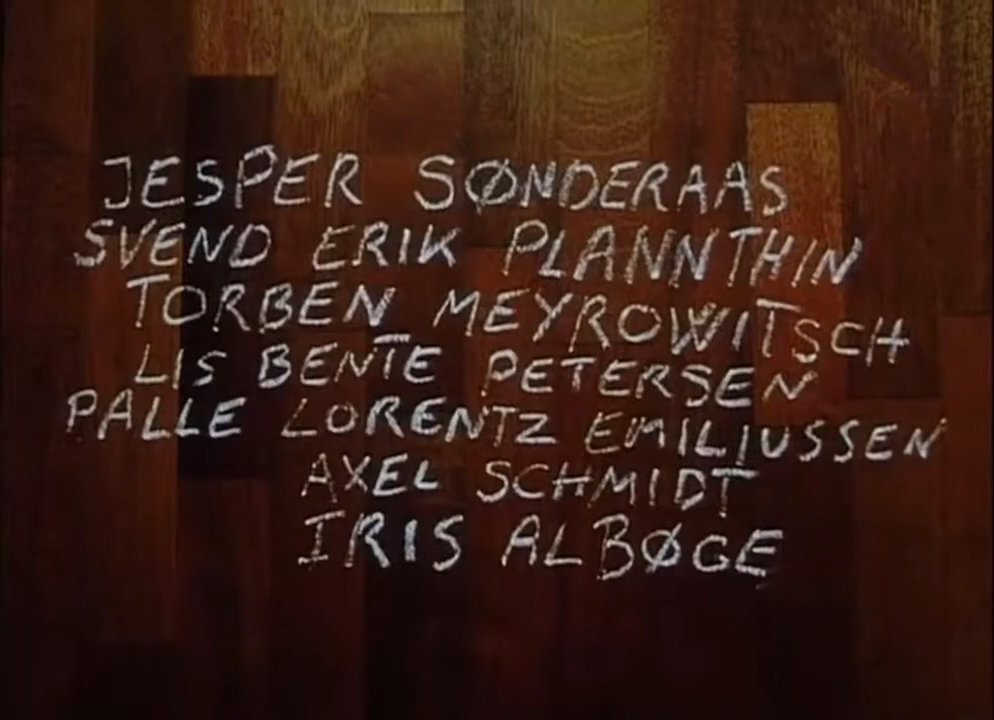 JESPER SØNDERAAS
SVEND ERIK PLANNTHIN
TORBEN MEYROWITSCH
LIS BENTE PETERSEN
PALLE LORENTZ EMILIUSSEN
AXEL SCHMIDT
IRIS ALBØGE